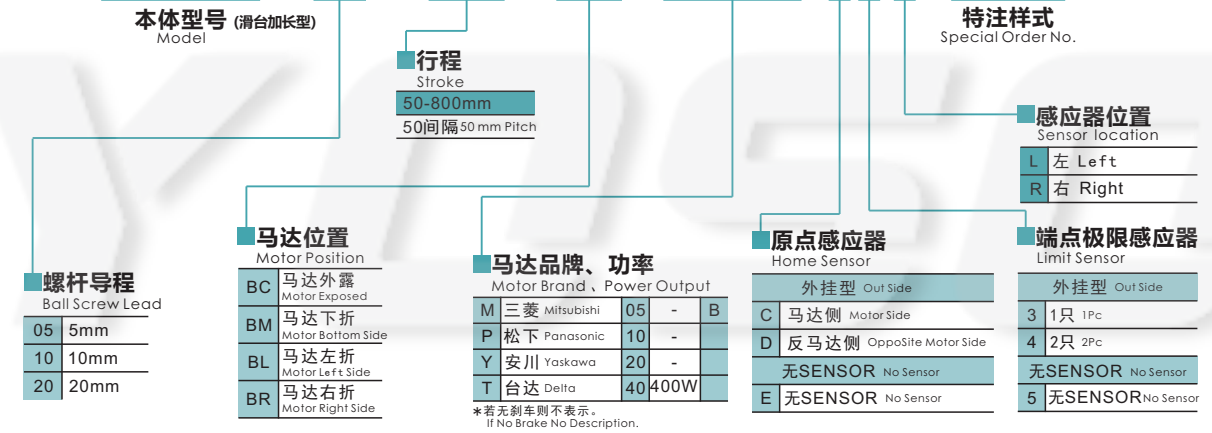 本体型号 (滑台加长型)
Model
特注样式
Special Order No.
行程
Stroke
50-800mm
50间隔 50 mm Pitch
感应器位置
Sensor location
L 左 Left
R 右 Right
马达位置
Motor Position
BC 马达外露
Motor Exposed
BM 马达下折
Motor Bottom Side
BL 马达左折
Motor Left Side
BR 马达右折
Motor Right Side
原点感应器
Home Sensor
外挂型 Out Side
C 马达侧 Motor Side
D 反马达侧 OppoSite Motor Side
无SENSOR No Sensor
E 无SENSOR No Sensor
端点极限感应器
Limit Sensor
外挂型 Out Side
3 1只 1Pc
4 2只 2Pc
无SENSOR No Sensor
5 无SENSOR No Sensor
马达品牌、功率
Motor Brand 、Power Output
M 三菱 Mitsubishi 05 - B
P 松下 Panasonic 10 -
Y 安川 Yaskawa 20 -
T 台达 Delta 40 400W
*若无刹车则不表示。
If No Brake No Description.
螺杆导程
Ball Screw Lead
05 5mm
10 10mm
20 20mm